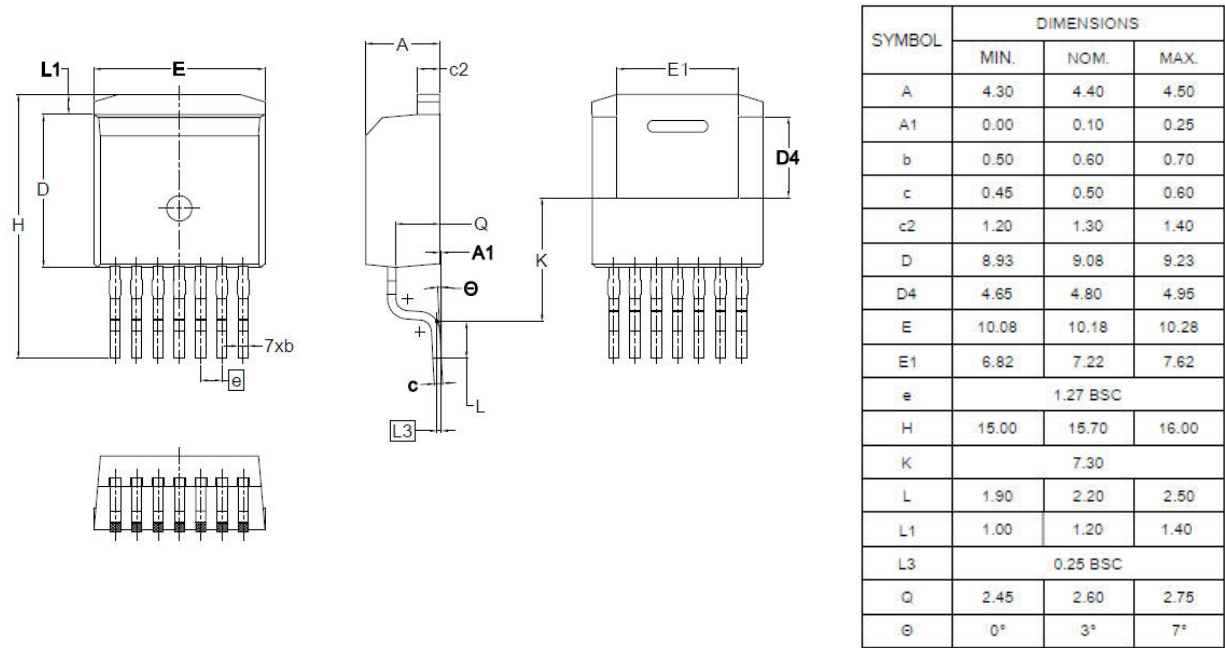 L1
E
D
H
7xb
e
A
c2
Q
A1
Θ
K
c
L
L3
E1
D4
SYMBOL DIMENSIONS
MIN. NOM. MAX.
A 4.30 4.40 4.50
A1 0.00 0.10 0.25
b 0.50 0.60 0.70
c 0.45 0.50 0.60
c2 1.20 1.30 1.40
D 8.93 9.08 9.23
D4 4.65 4.80 4.95
E 10.08 10.18 10.28
E1 6.82 7.22 7.62
e 1.27 BSC
H 15.00 15.70 16.00
K 7.30
L 1.90 2.20 2.50
L1 1.00 1.20 1.40
L3 0.25 BSC
Q 2.45 2.60 2.75
Θ 0° 3° 7°